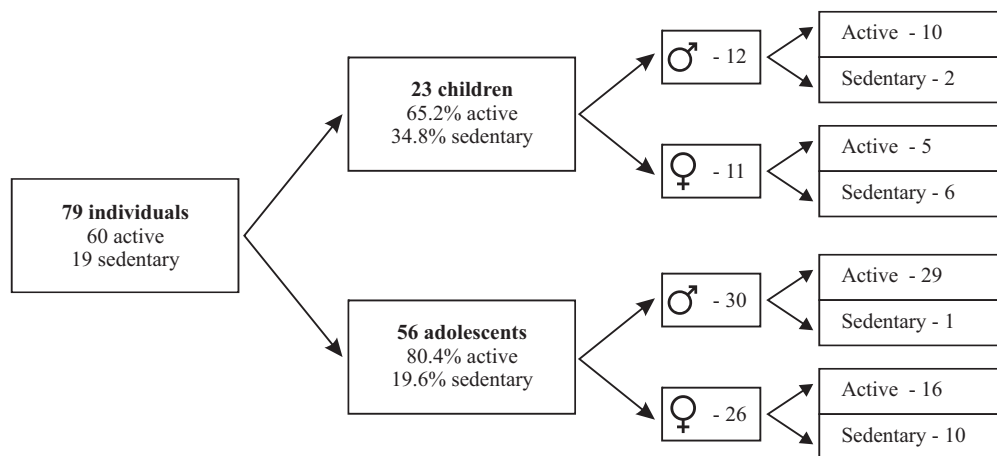 79 individuals
60 active
19 sedentary
23 children
65.2% active
34.8% sedentary
56 adolescents
80.4% active
19.6% sedentary
♂ - 12
♀ - 11
♂ - 30
♀ - 26
Active - 10
Sedentary - 2
Active - 5
Sedentary - 6
Active - 29
Sedentary - 1
Active - 16
Sedentary - 10